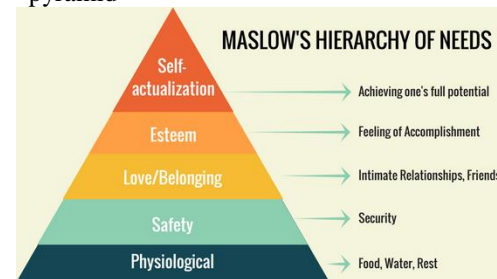 pyramid
MASLOW'S HIERARCHY OF NEEDS
Self-
actualization
Achieving one's full potential
Esteem
Feeling of Accomplishment
Love/Belonging
Intimate Relationships, Friends
Safety
Security
Physiological
Food, Water, Rest